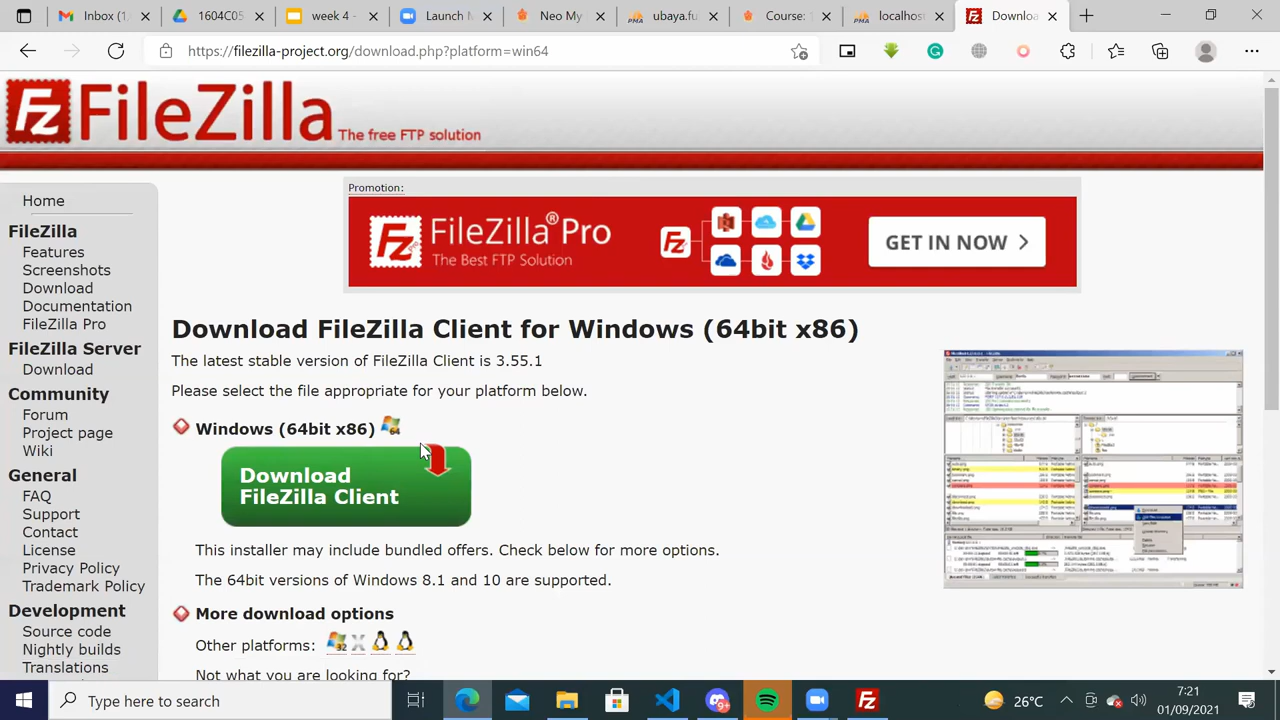 Inbox (1/
1604C05
week 4 -
Launch M
Neo My
ubaya.fu
Course: T
localhos
Downloa
https://filezilla-project.org/download.php?platform=win64
FileZilla The free FTP solution
Home
FileZilla
Features
Screenshots
Download
Documentation
FileZilla Pro
FileZilla Server
Download
Community
Forum
Project page
Wiki
General
FAQ
Support
Contact
License
Privacy Policy
Trademark Policy
Development
Source code
Nightly builds
Translations
Promotion:
FileZilla® Pro
The Best FTP Solution
GET IN NOW
Download FileZilla Client for Windows (64bit x86)
The latest stable version of FileZilla Client is 3.55.1
Please select the file appropriate for your platform below.
Windows (64bit x86)
Download
FileZilla Client
This installer may include bundled offers. Check below for more options.
The 64bit versions of Windows 8.1 and 10 are supported.
More download options
Other platforms:
Not what you are looking for?
Type here to search
26°C
7:21
01/09/2021